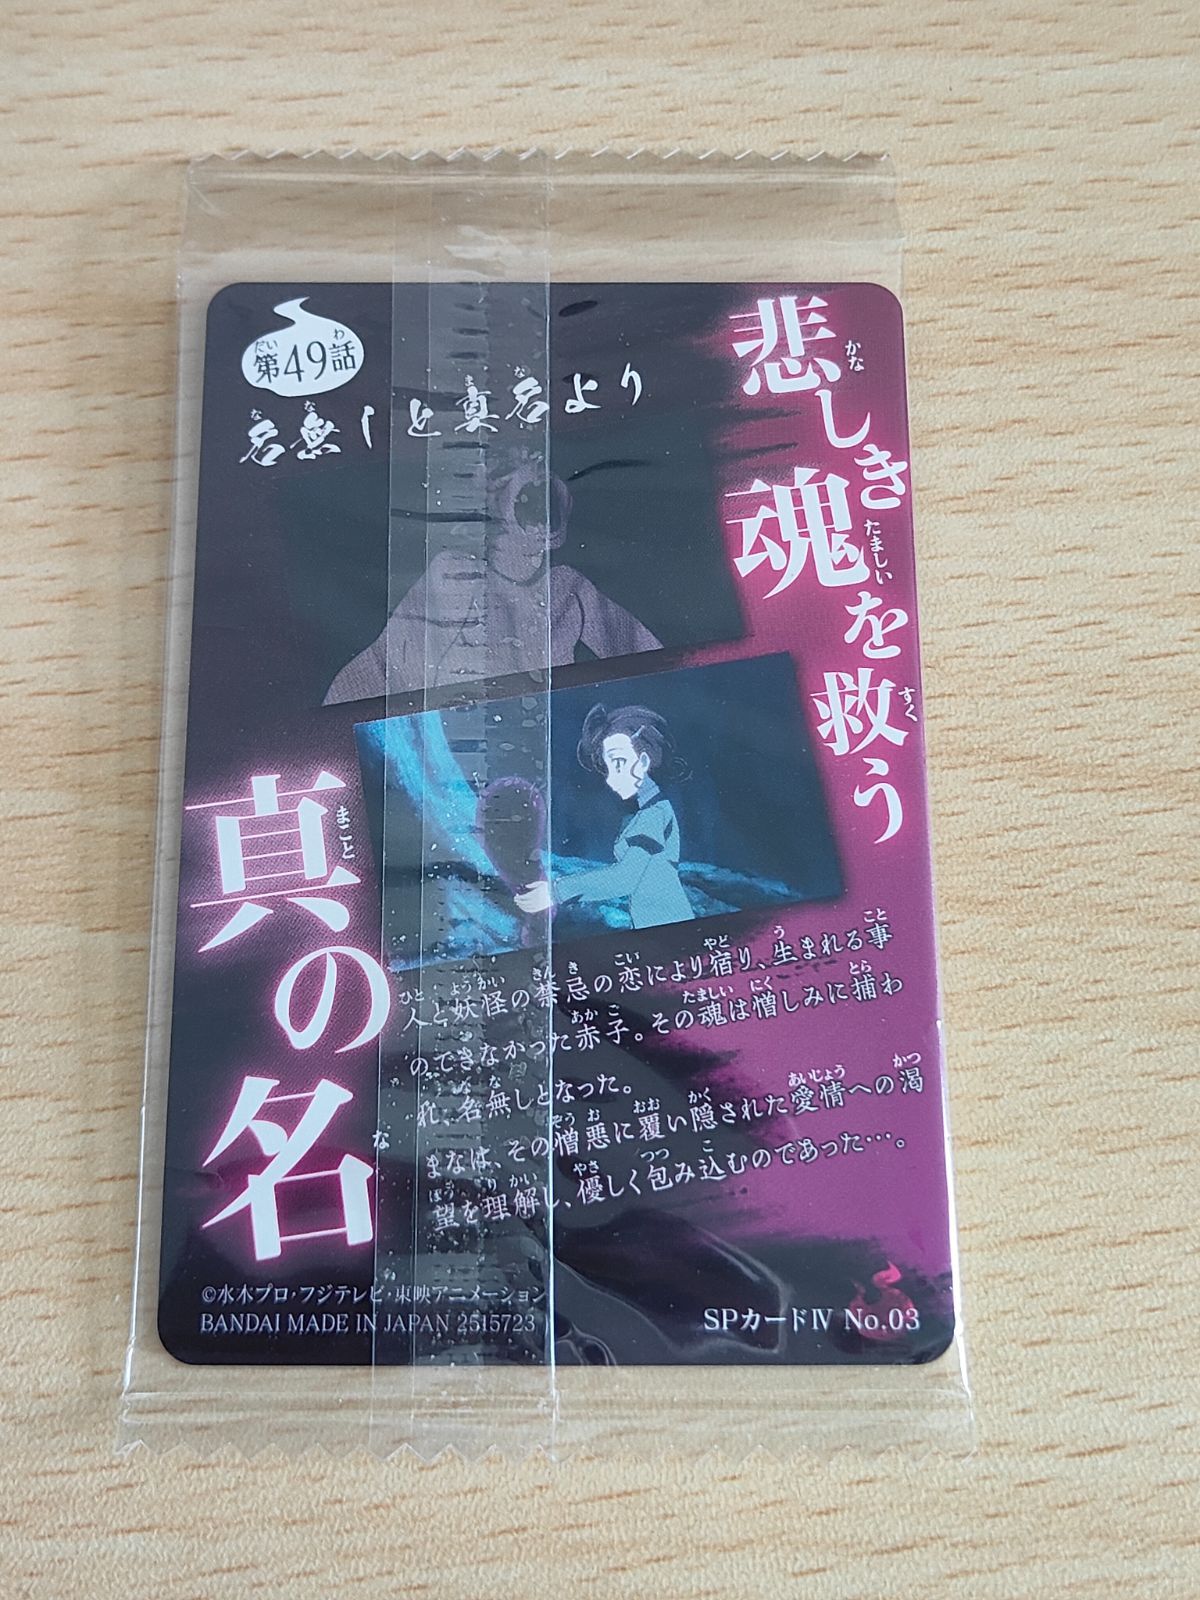 第49話
名無しと真名より
悲しき魂を救う
真の名
人と妖怪の禁忌の恋により宿り、生まれる事
のできなかった赤子。その魂は憎しみに捕わ
れ、名無しとなった。
まなは、その憎悪に覆い隠された愛情への渇
望を理解し、優しく包み込むのであった…。
©水木プロ・フジテレビ・東映アニメーション
BANDAI MADE IN JAPAN 2515723
SPカードⅣ No.03